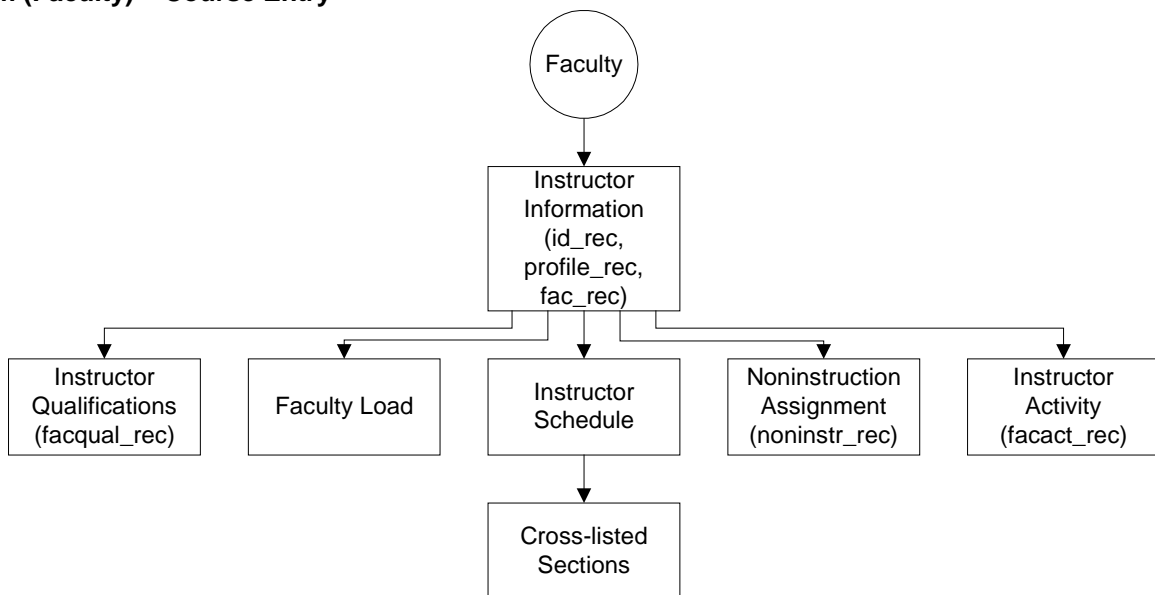 (Faculty) – Course Entry
Faculty
Instructor
Information
(id_rec,
profile_rec,
fac_rec)
Instructor
Qualifications
(facqual_rec)
Faculty Load
Instructor
Schedule
Noninstruction
Assignment
(noninstr_rec)
Instructor
Activity
(facact_rec)
Cross-listed
Sections